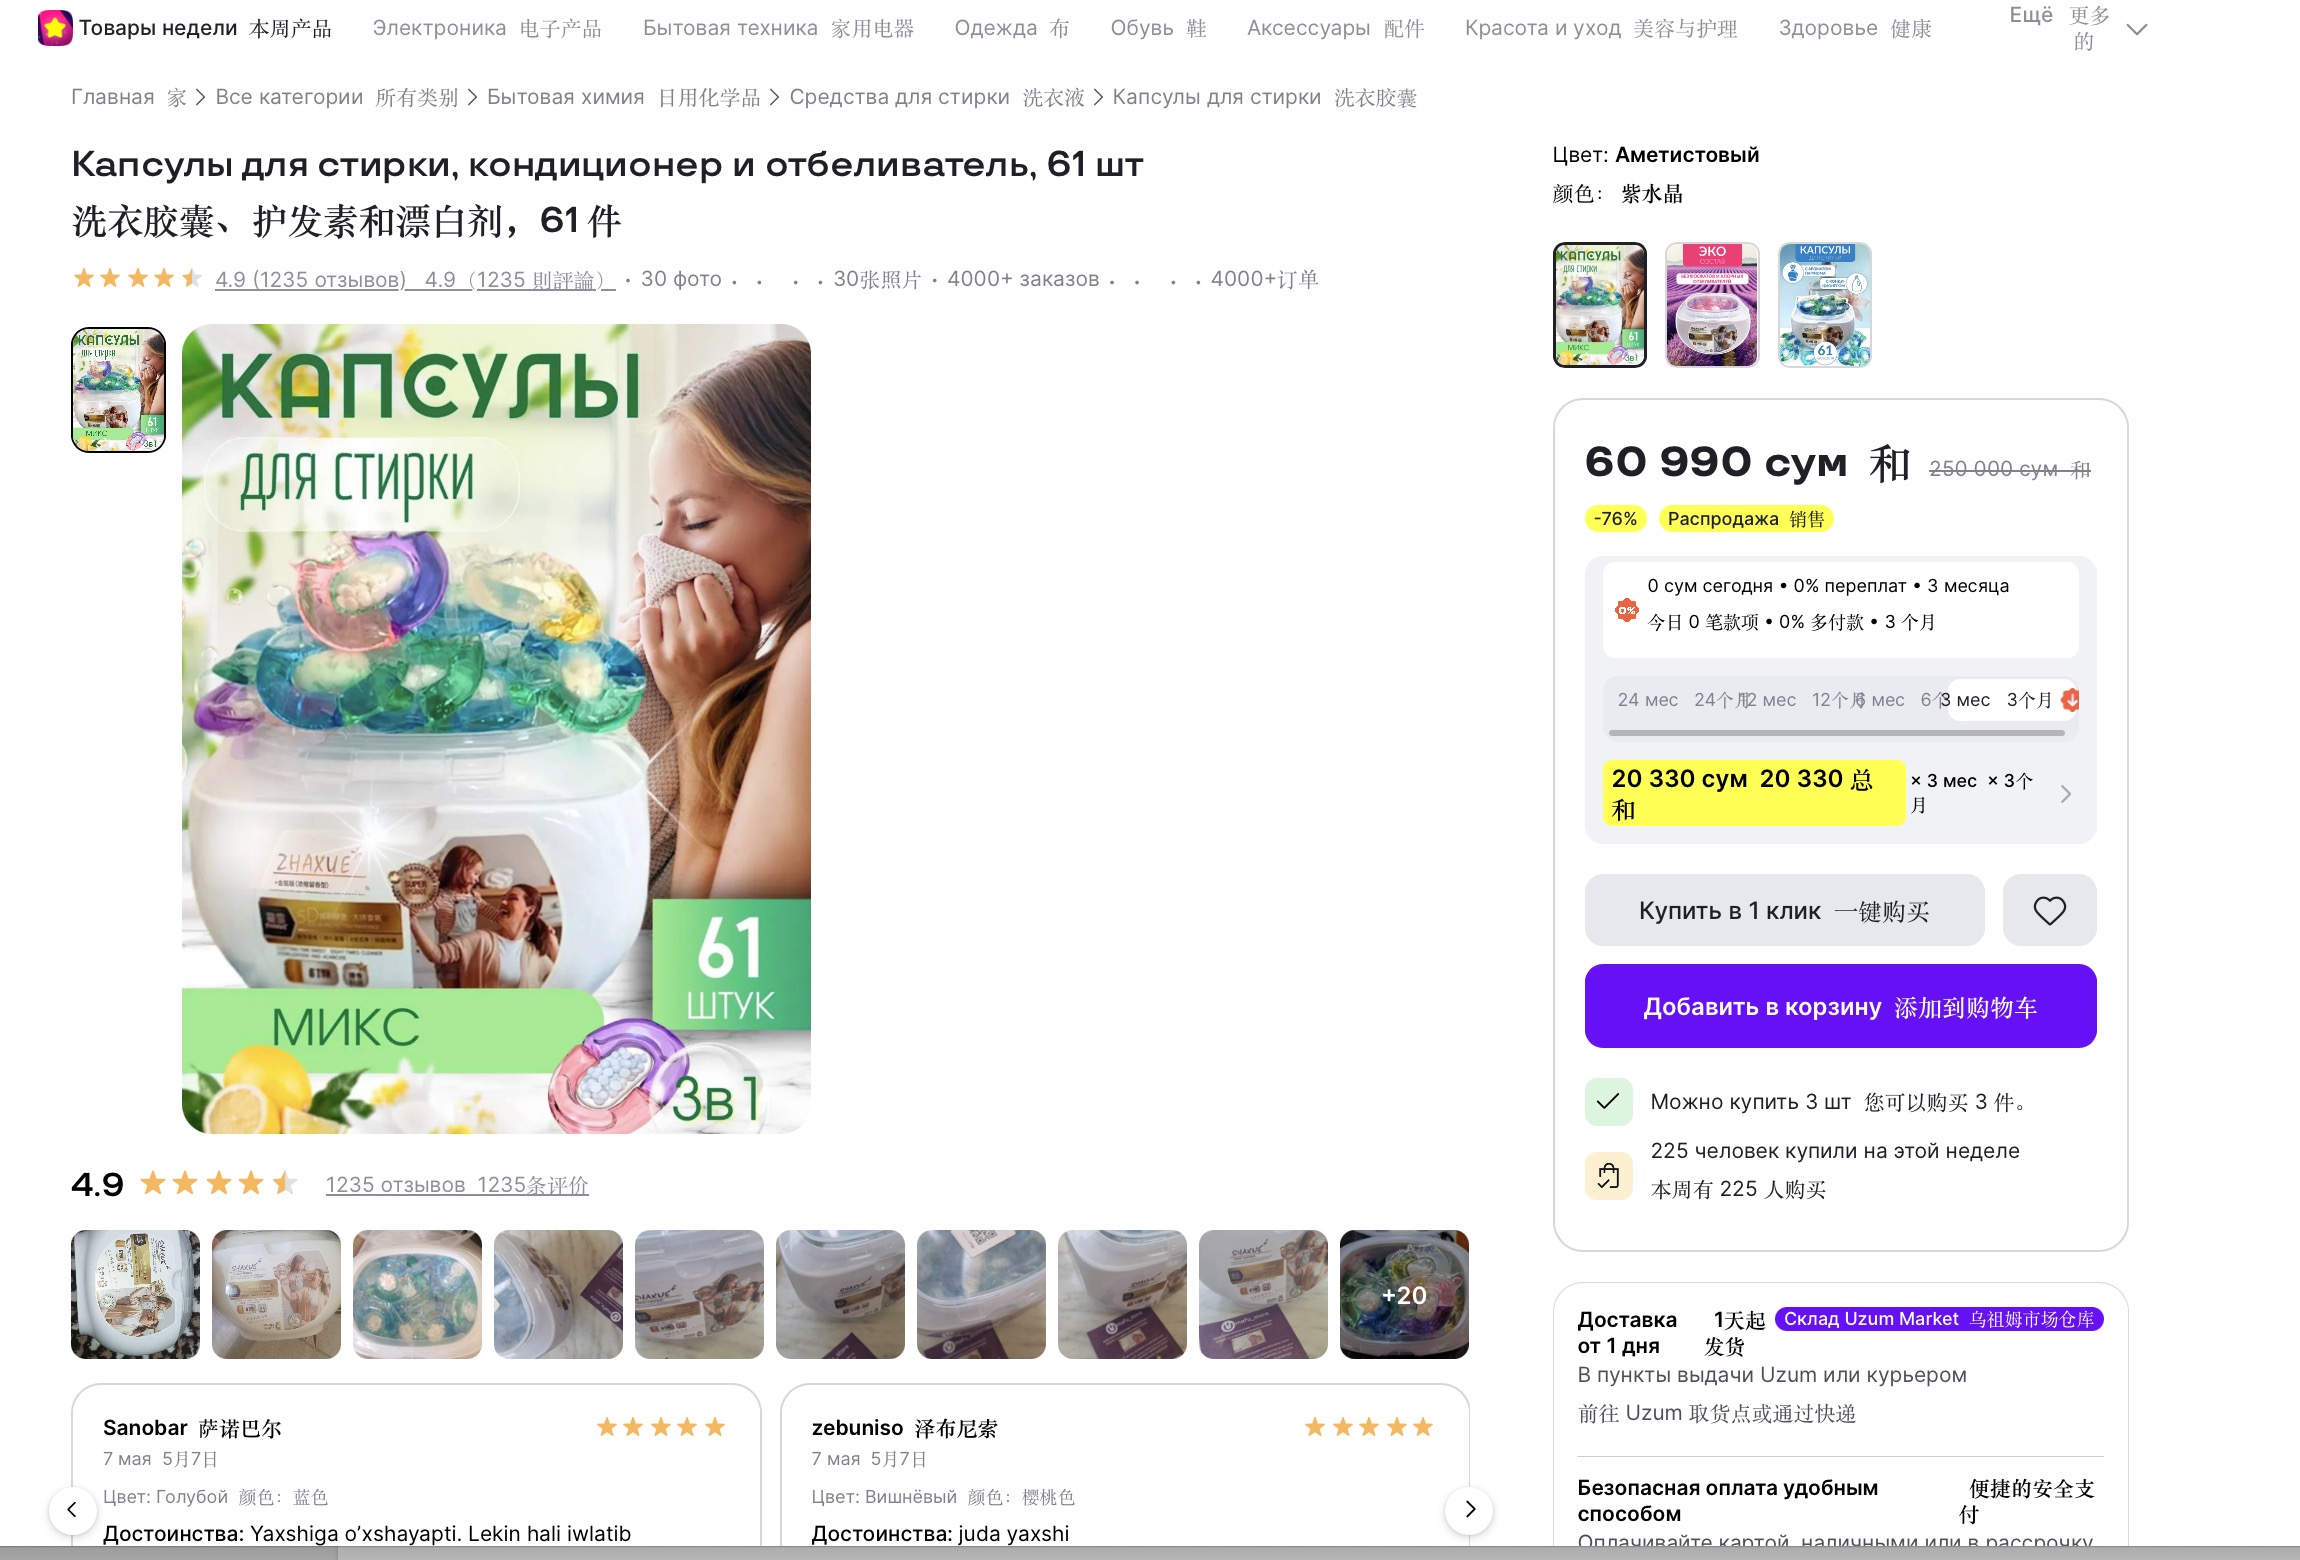 Товары недели 本周产品 Электроника 电子产品 Бытовая техника 家用电器 Одежда 布 Обувь 鞋 Аксессуары 配件 Красота и уход 美容与护理 Здоровье 健康 Ещё 更多的
Главная 家 Все категории 所有类别 Бытовая химия 日用化学品 Средства для стирки 洗衣液 Капсулы для стирки 洗衣胶囊
Капсулы для стирки, кондиционер и отбеливатель, 61 шт
洗衣胶囊、护发素和漂白剂，61 件
4.9 (1235 отзывов) 4.9（1235 則評論） · 30 фото · · · · 30张照片 · 4000+ заказов · · · · 4000+订单
КАПСУЛЫ
ДЛЯ СТИРКИ
ZHAXUE
SUPER
5D
61
ШТУК
МИКС
3в1
4.9 1235 отзывов 1235条评价
+20
Sanobar 萨诺巴尔
7 мая 5月7日
Цвет: Голубой 颜色： 蓝色
Достоинства: Yaxshiga o’xshayapti. Lekin hali iwlatib
zebuniso 泽布尼索
7 мая 5月7日
Цвет: Вишнёвый 颜色： 樱桃色
Достоинства: juda yaxshi
Цвет: Аметистовый
颜色： 紫水晶
КАПСУЛЫ
ДЛЯ СТИРКИ
61
МИКС
3в1
ЭКО
СОСТАВ
КАПСУЛЫ
61
60 990 сум 和 250 000 сум 和
-76% Распродажа 销售
0 сум сегодня • 0% переплат • 3 месяца
0%
今日 0 笔款项 • 0% 多付款 • 3 个月
24 мес 24个月 12 мес 12个月 6 мес 6个 3 мес 3个月
20 330 сум 20 330 总和 × 3 мес × 3个月
Купить в 1 клик 一键购买
Добавить в корзину 添加到购物车
Можно купить 3 шт 您可以购买 3 件。
225 человек купили на этой неделе
本周有 225 人购买
Доставка от 1 дня 1天起发货 Склад Uzum Market 乌祖姆市场仓库
В пункты выдачи Uzum или курьером
前往 Uzum 取货点或通过快递
Безопасная оплата удобным способом 便捷的安全支付
Оплачивайте картой, наличными или в рассрочку